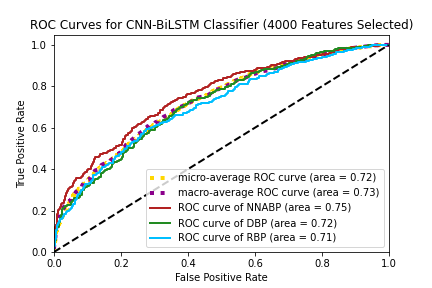 ROC Curves for CNN-BiLSTM Classifier (4000 Features Selected)
1.0
0.8
0.6
0.4
0.2
0.0
True Positive Rate
micro-average ROC curve (area = 0.72)
macro-average ROC curve (area = 0.73)
ROC curve of NNABP (area = 0.75)
ROC curve of DBP (area = 0.72)
ROC curve of RBP (area = 0.71)
0.0 0.2 0.4 0.6 0.8 1.0
False Positive Rate